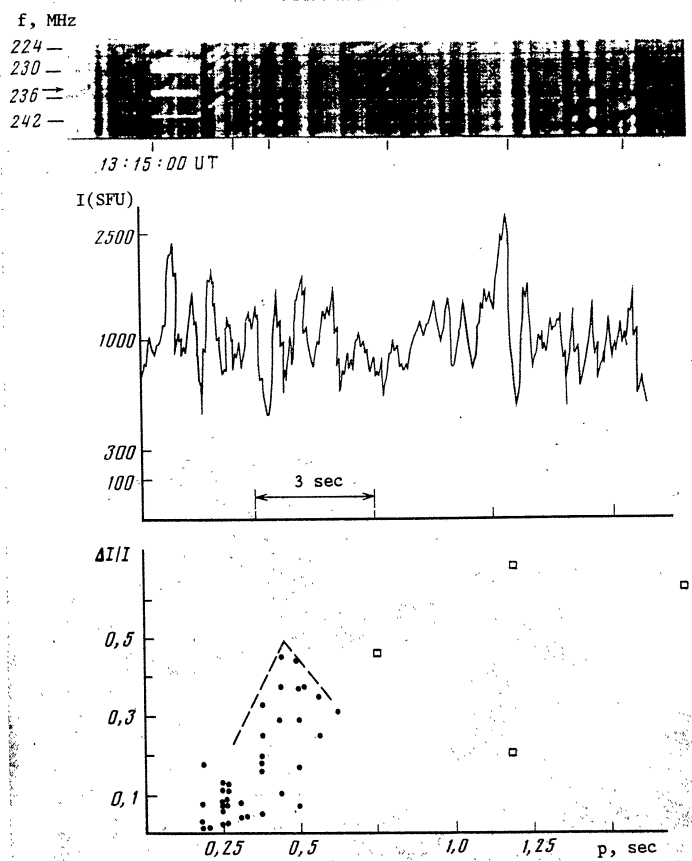 f, MHz
224
230
236
242
13:15:00 UT
I(SFU)
2500
1000
300
100
3 sec
ΔI/I
0,5
0,3
0,1
0,25 0,5 1,0 1,25 p, sec